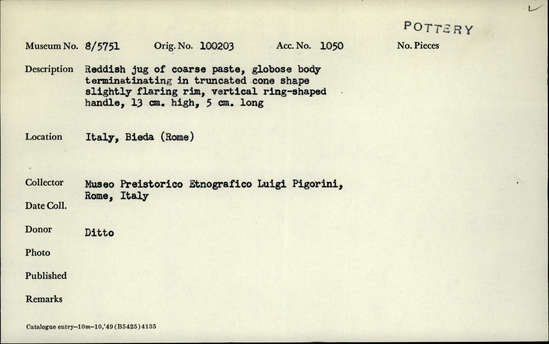 POTTERY
Museum No. 8/5751 Orig. No. 100203 Acc. No. 1050 No. Pieces
Description Reddish jug of coarse paste, globose body
terminatinating in truncated cone shape
slightly flaring rim, vertical ring-shaped
handle, 13 cm. high, 5 cm. long
Location Italy, Bieda (Rome)
Collector Museo Preistorico Etnografico Luigi Pigorini,
Rome, Italy
Date Coll.
Donor Ditto
Photo
Published
Remarks
Catalogue entry—10m—10,'49 (B5425) 4135